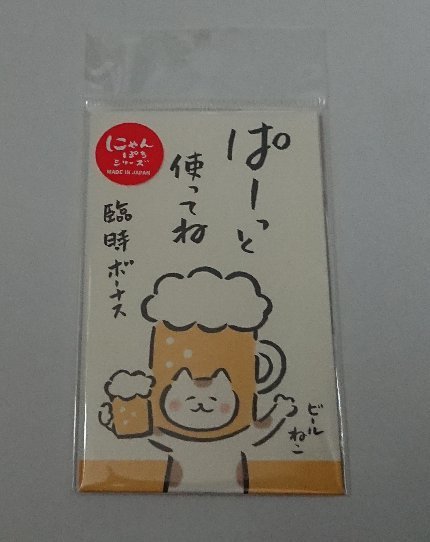 ぱーっと
使ってね
臨時ボーナス
にゃん
ぽち
シリーズ
MADE IN JAPAN
ビール
ねこ